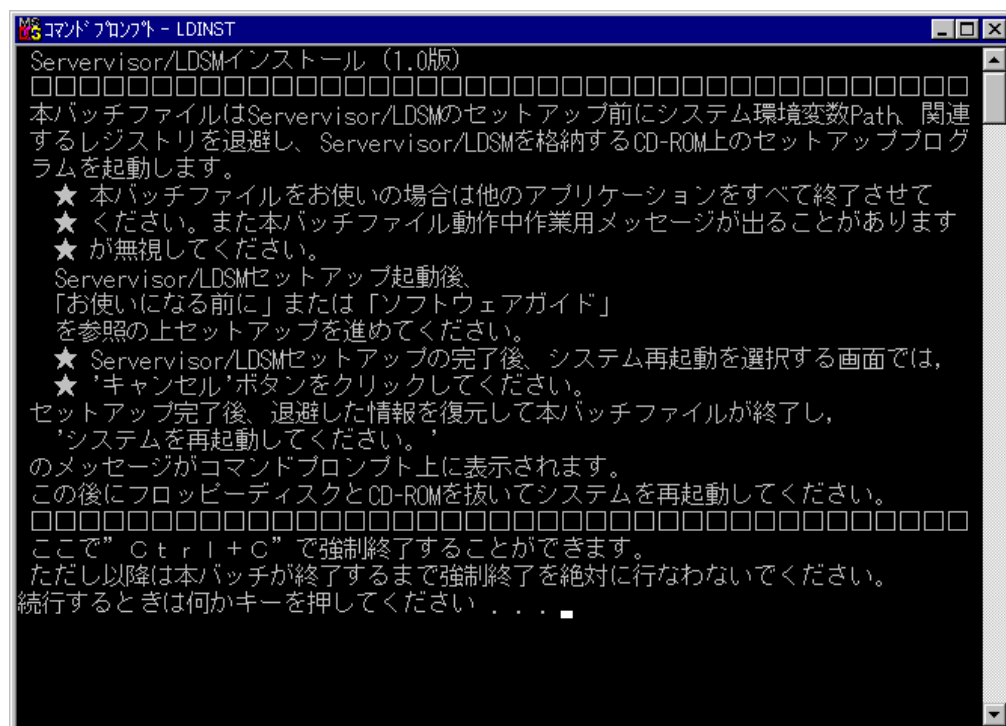 コマンド プロンプト - LDINST
Servervisor/LDSMインストール (1.0版)
□□□□□□□□□□□□□□□□□□□□□□□□□□□□□□□□□□□□□□□
本バッチファイルはServervisor/LDSMのセットアップ前にシステム環境変数Path、関連
するレジストリを退避し、Servervisor/LDSMを格納するCD-ROM上のセットアッププログ
ラムを起動します。
★ 本バッチファイルをお使いの場合は他のアプリケーションをすべて終了させて
★ ください。また本バッチファイル動作中作業用メッセージが出ることがあります
★ が無視してください。
Servervisor/LDSMセットアップ起動後、
「お使いになる前に」または「ソフトウェアガイド」
を参照の上セットアップを進めてください。
★ Servervisor/LDSMセットアップの完了後、システム再起動を選択する画面では,
★ 'キャンセル'ボタンをクリックしてください。
セットアップ完了後、退避した情報を復元して本バッチファイルが終了し,
'システムを再起動してください。'
のメッセージがコマンドプロンプト上に表示されます。
この後にフロッピーディスクとCD-ROMを抜いてシステムを再起動してください。
□□□□□□□□□□□□□□□□□□□□□□□□□□□□□□□□□□□□□□□
ここで”Ctrl+C”で強制終了することができます。
ただし以降は本バッチが終了するまで強制終了を絶対に行なわないでください。
続行するときは何かキーを押してください . . .